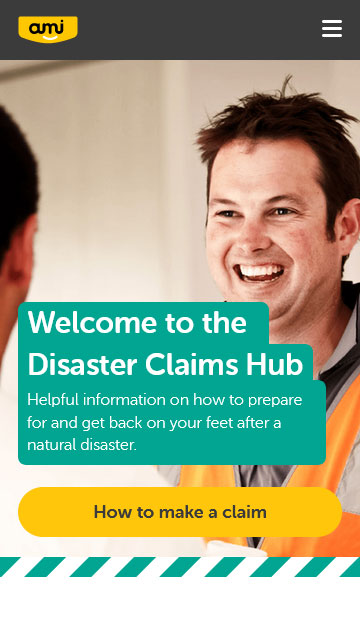 ami
Welcome to the
Disaster Claims Hub
Helpful information on how to prepare
for and get back on your feet after a
natural disaster.
How to make a claim